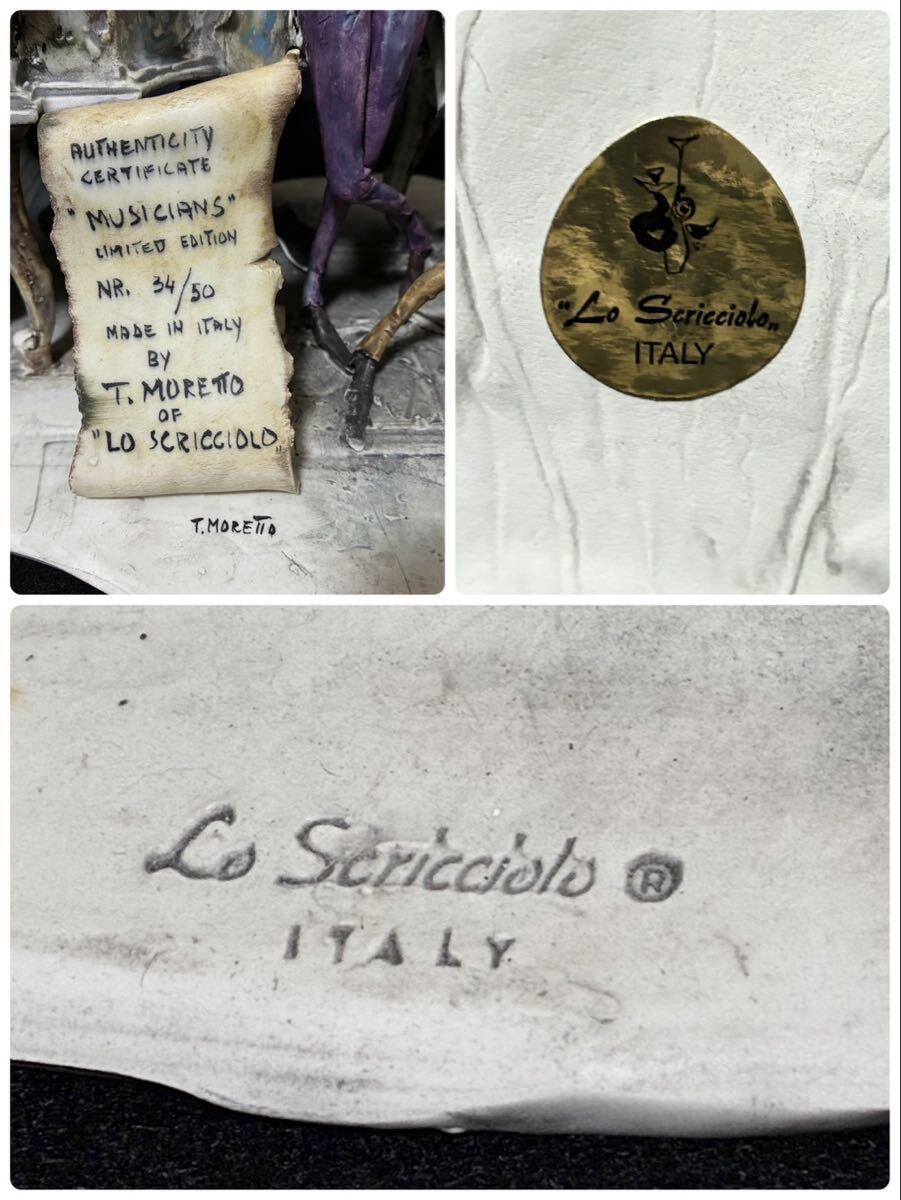 AUTHENTICITY
CERTIFICATE
"MUSICIANS"
LIMITED EDITION
NR. 34/50
MADE IN ITALY
BY
T. MORETTO
OF
"LO SCRICCIOLO„
T. MORETTO
"Lo Scricciolo„
ITALY
Lo Scricciolo ®
ITALY